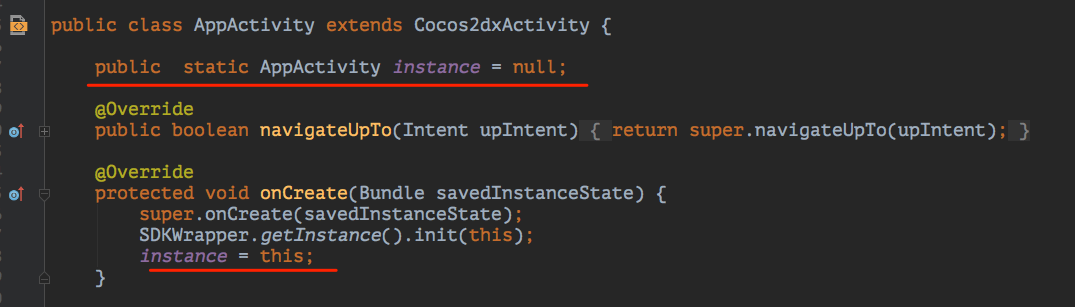 public class AppActivity extends Cocos2dxActivity {
public  static AppActivity instance = null;
@Override
public boolean navigateUpTo(Intent upIntent) { return super.navigateUpTo(upIntent); }
@Override
protected void onCreate(Bundle savedInstanceState) {
super.onCreate(savedInstanceState);
SDKWrapper.getInstance().init(this);
instance = this;
}